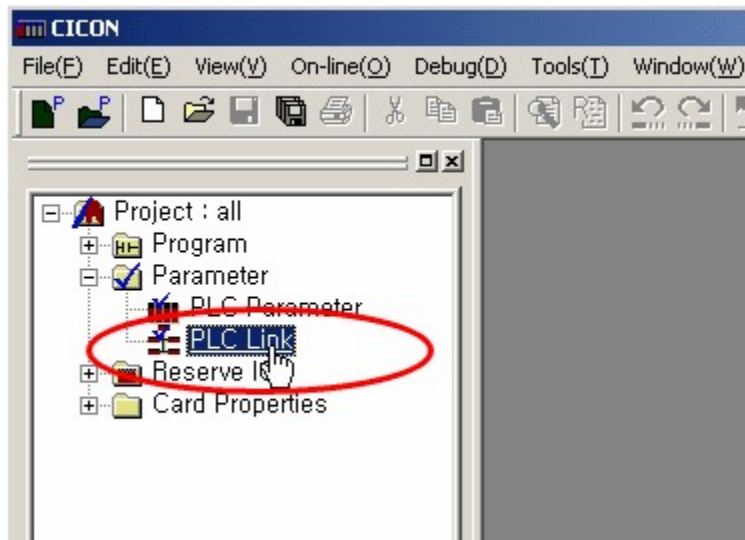 CICON
File(F) Edit(E) View(V) On-line(O) Debug(D) Tools(T) Window(W)
Project : all
Program
Parameter
PLC Parameter
PLC Link
Reserve
Card Properties